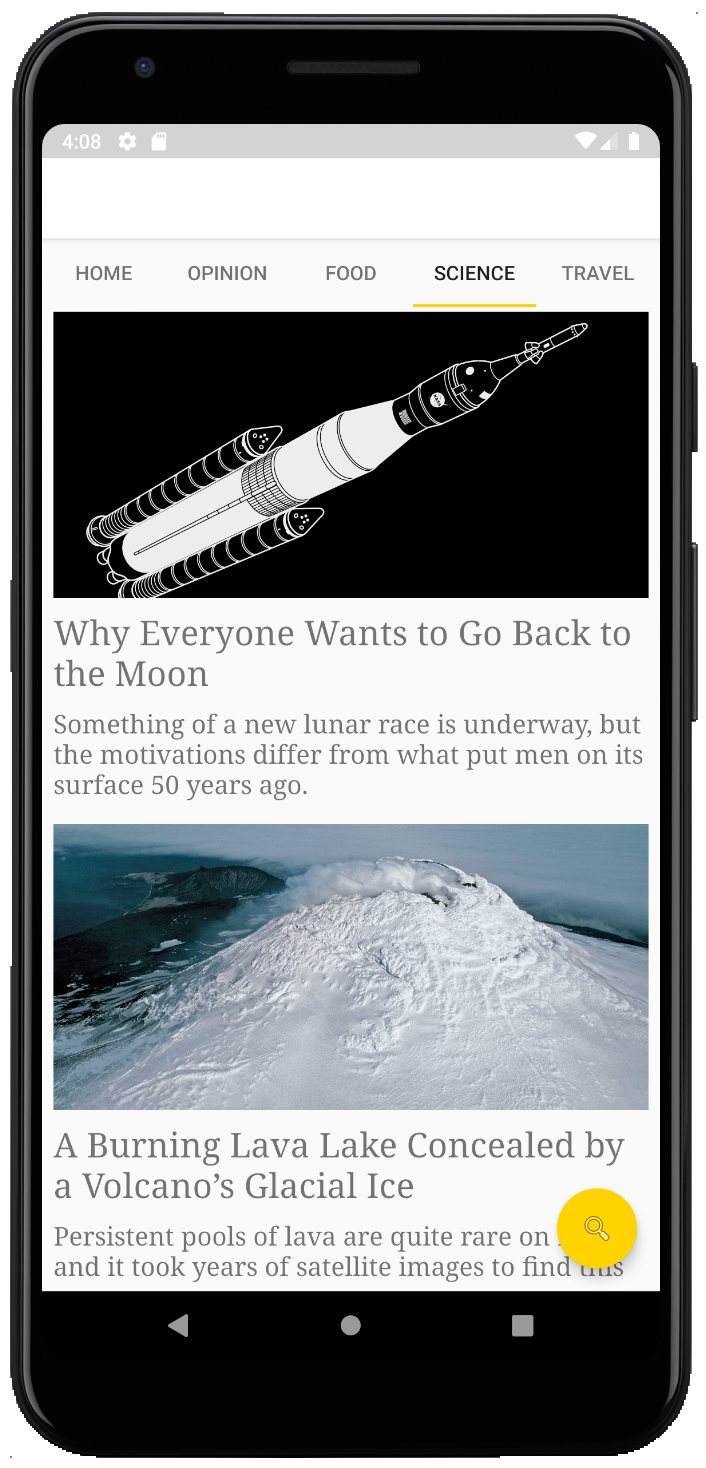 4:08
HOME OPINION FOOD SCIENCE TRAVEL
Why Everyone Wants to Go Back to
the Moon
Something of a new lunar race is underway, but
the motivations differ from what put men on its
surface 50 years ago.
A Burning Lava Lake Concealed by
a Volcano’s Glacial Ice
Persistent pools of lava are quite rare on
and it took years of satellite images to find this